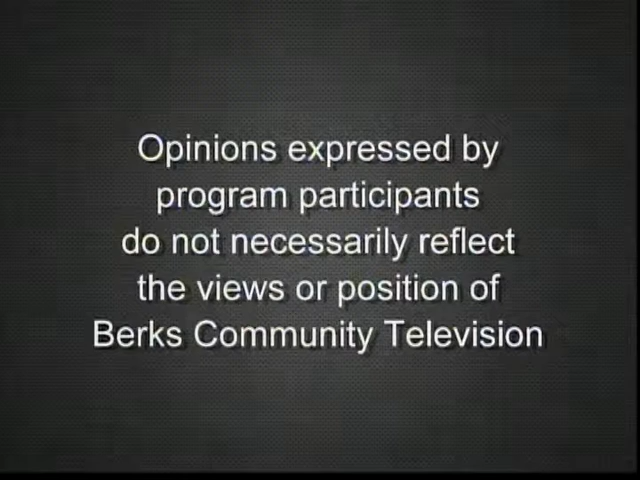 Opinions expressed by
program participants
do not necessarily reflect
the views or position of
Berks Community Television